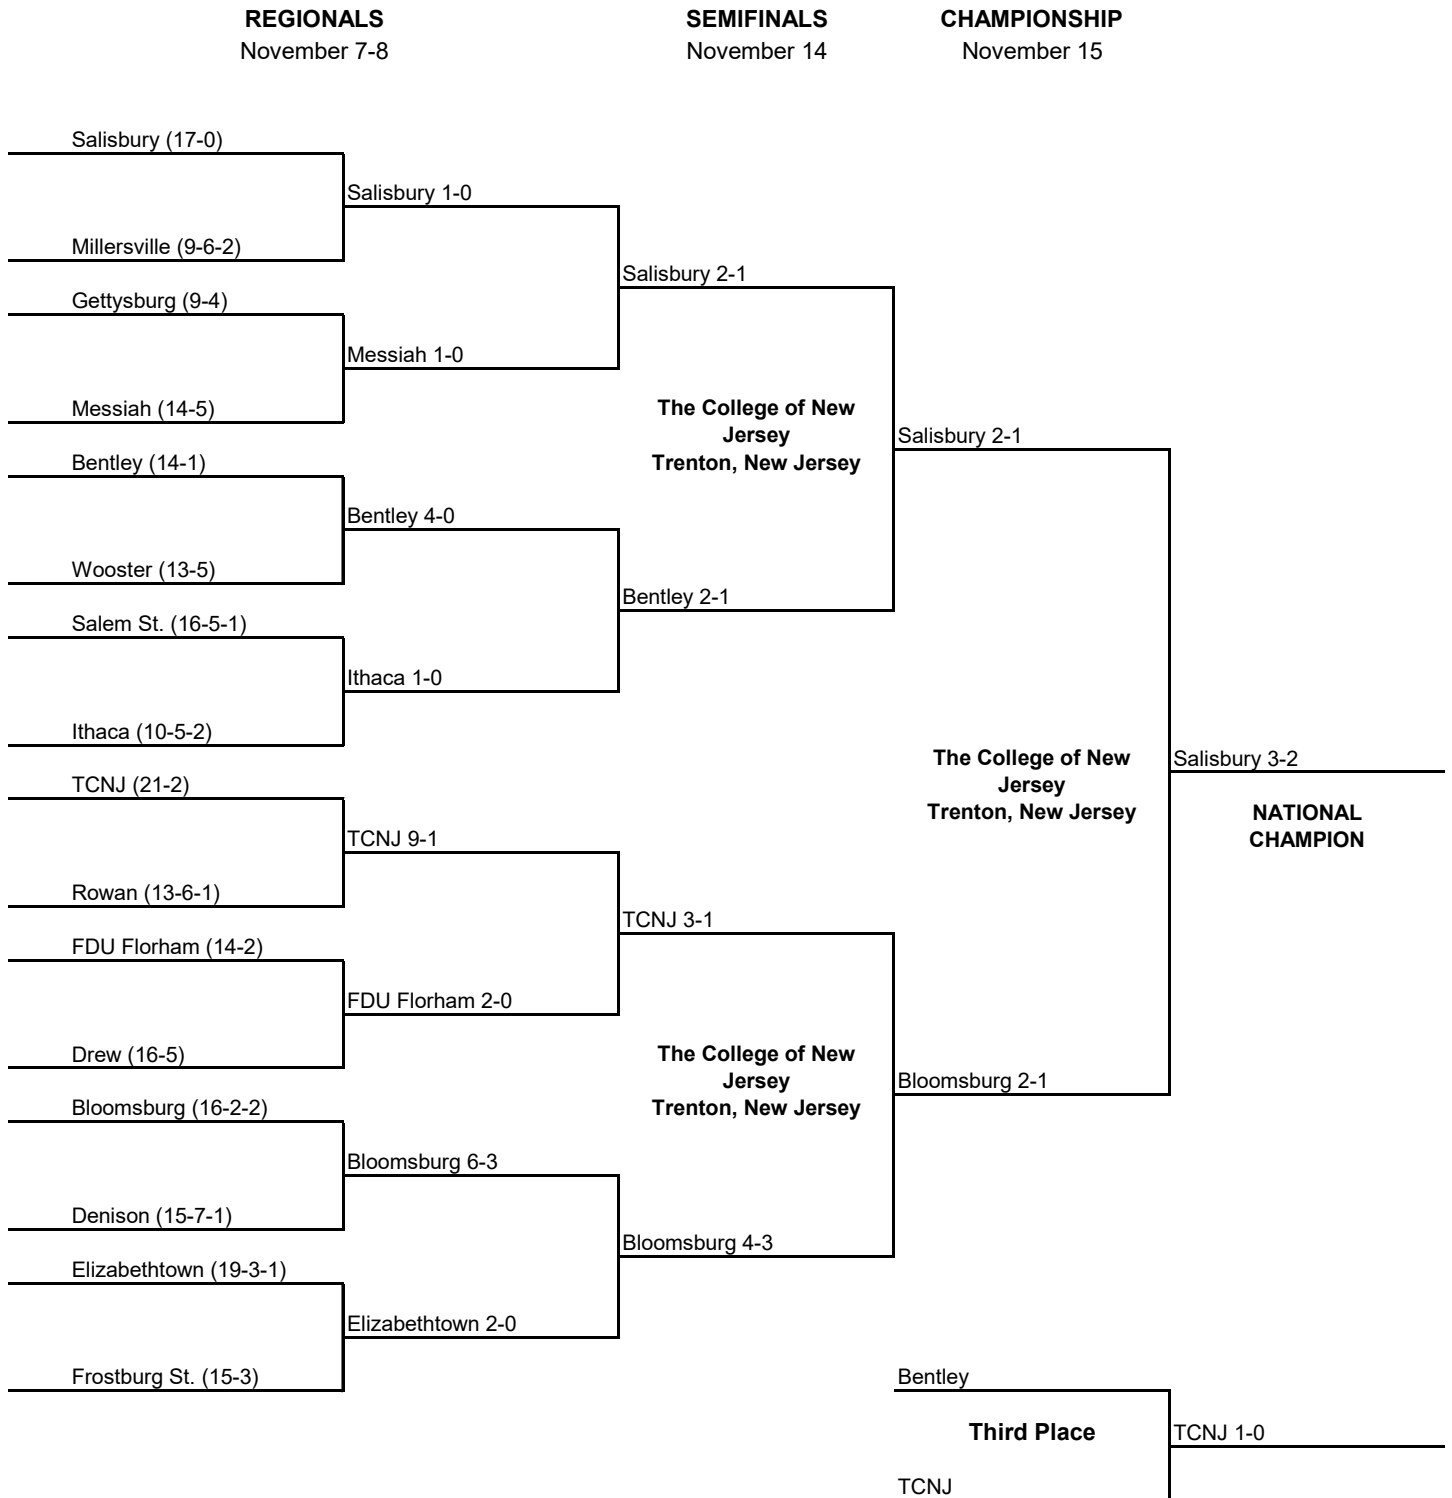 REGIONALS
November 7-8
SEMIFINALS
November 14
CHAMPIONSHIP
November 15
Salisbury (17-0)
Salisbury 1-0
Millersville (9-6-2)
Salisbury 2-1
Gettysburg (9-4)
Messiah 1-0
Messiah (14-5)
The College of New
Jersey
Trenton, New Jersey
Salisbury 2-1
Bentley (14-1)
Bentley 4-0
Wooster (13-5)
Bentley 2-1
Salem St. (16-5-1)
Ithaca 1-0
Ithaca (10-5-2)
The College of New
Jersey
Trenton, New Jersey
Salisbury 3-2
NATIONAL
CHAMPION
TCNJ (21-2)
TCNJ 9-1
Rowan (13-6-1)
TCNJ 3-1
FDU Florham (14-2)
FDU Florham 2-0
Drew (16-5)
The College of New
Jersey
Trenton, New Jersey
Bloomsburg 2-1
Bloomsburg (16-2-2)
Bloomsburg 6-3
Denison (15-7-1)
Bloomsburg 4-3
Elizabethtown (19-3-1)
Elizabethtown 2-0
Frostburg St. (15-3)
Bentley
Third Place
TCNJ 1-0
TCNJ